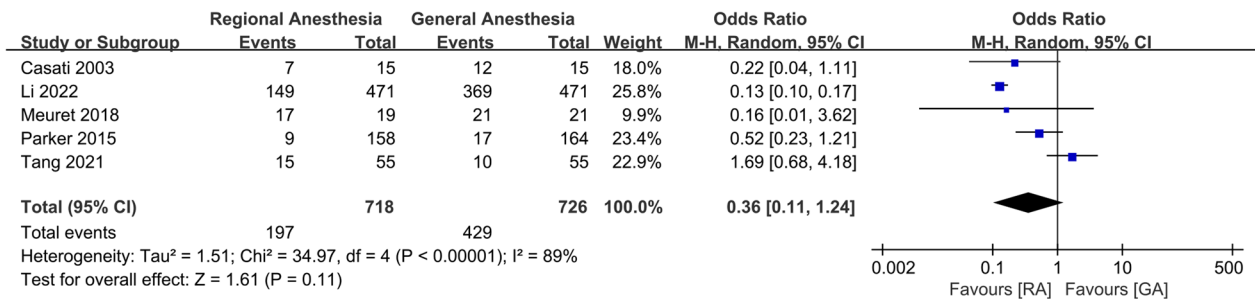 Regional Anesthesia General Anesthesia Odds Ratio Odds Ratio
Study or Subgroup Events Total Events Total Weight M-H, Random, 95% CI M-H, Random, 95% CI
Casati 2003 7 15 12 15 18.0% 0.22 [0.04, 1.11]
Li 2022 149 471 369 471 25.8% 0.13 [0.10, 0.17]
Meuret 2018 17 19 21 21 9.9% 0.16 [0.01, 3.62]
Parker 2015 9 158 17 164 23.4% 0.52 [0.23, 1.21]
Tang 2021 15 55 10 55 22.9% 1.69 [0.68, 4.18]
Total (95% CI) 718 726 100.0% 0.36 [0.11, 1.24]
Total events 197 429
Heterogeneity: Tau² = 1.51; Chi² = 34.97, df = 4 (P < 0.00001); I² = 89%
Test for overall effect: Z = 1.61 (P = 0.11)
0.002 0.1 1 10 500
Favours [RA] Favours [GA]